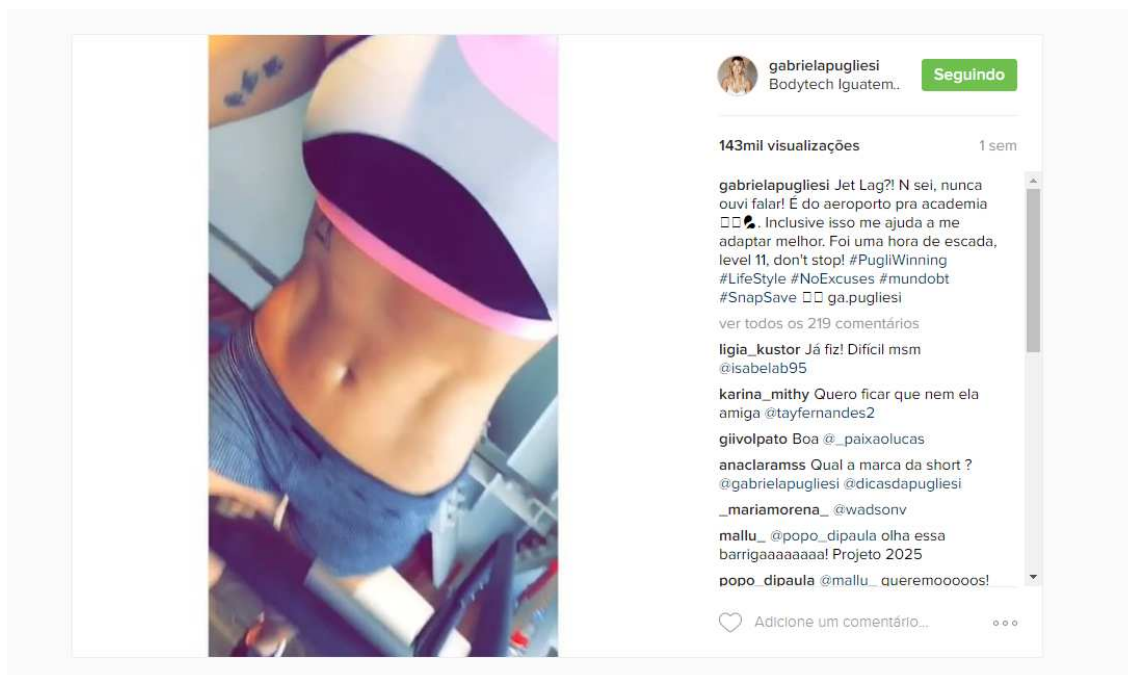 gabrielapugliesi
Bodytech Iguatem..
Seguindo
143mil visualizações
1 sem
gabrielapugliesi Jet Lag?! N sei, nunca
ouvi falar! É do aeroporto pra academia
. Inclusive isso me ajuda a me
adaptar melhor. Foi uma hora de escada,
level 11, don't stop! #PugliWinning
#LifeStyle #NoExcuses #mundobt
#SnapSave ga.pugliesi
ver todos os 219 comentários
ligia_kustor Já fiz! Difícil msm
@isabelab95
karina_mithy Quero ficar que nem ela
amiga @tayfernandes2
giivolpato Boa @_paixaolucas
anaclaramss Qual a marca da short ?
@gabrielapugliesi @dicasdapugliesi
_mariamorena_ @wadsonv
mallu_ @popo_dipaula olha essa
barrigaaaaaaaa! Projeto 2025
popo_dipaula @mallu_ queremooooos!
Adicione um comentário...